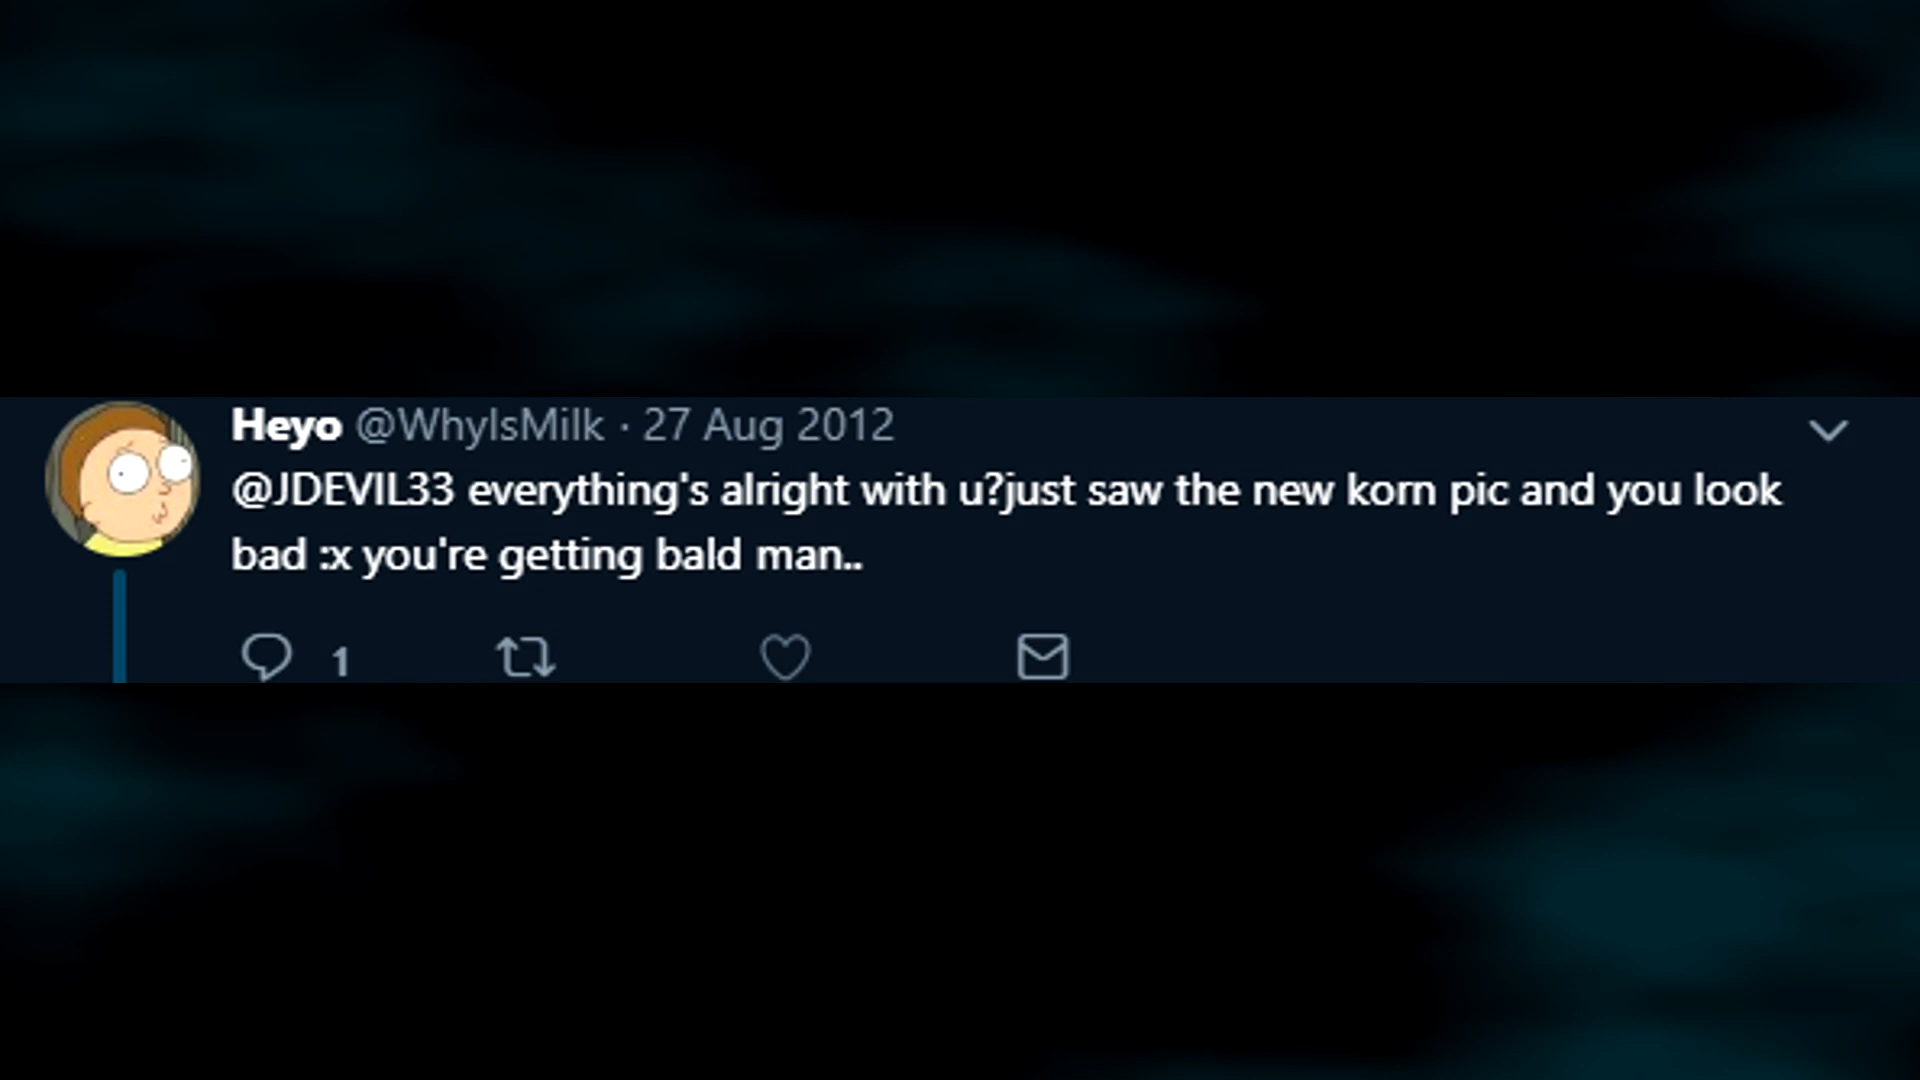 Heyo @WhyIsMilk · 27 Aug 2012
@JDEVIL33 everything's alright with u?just saw the new korn pic and you look
bad :x you're getting bald man..
1